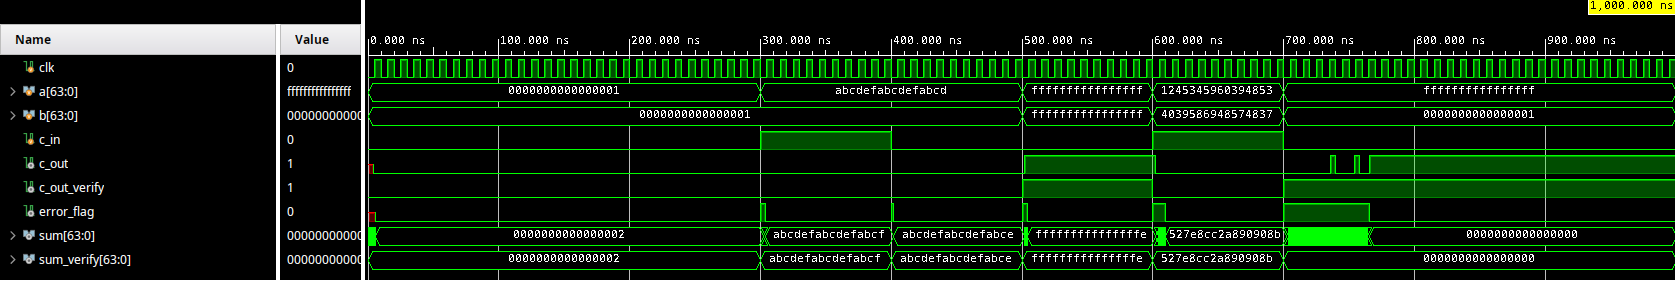 1,000.000 ns
Name Value 0.000 ns 100.000 ns 200.000 ns 300.000 ns 400.000 ns 500.000 ns 600.000 ns 700.000 ns 800.000 ns 900.000 ns
clk 0
a[63:0] ffffffffffffffff 0000000000000001 abcdefabcdefabcd ffffffffffffffff 1245345960394853 ffffffffffffffff
b[63:0] 00000000000 0000000000000001 ffffffffffffffff 4039586948574837 0000000000000001
c_in 0
c_out 1
c_out_verify 1
error_flag 0
sum[63:0] 00000000000 0000000000000002 abcdefabcdefabcf abcdefabcdefabce fffffffffffffffe 527e8cc2a890908b 0000000000000000
sum_verify[63:0] 00000000000 0000000000000002 abcdefabcdefabcf abcdefabcdefabce fffffffffffffffe 527e8cc2a890908b 0000000000000000